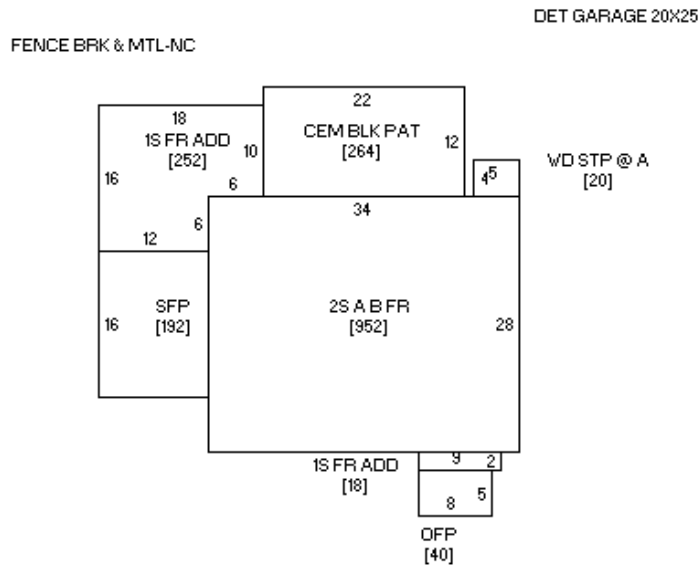 DET GARAGE 20X25
FENCE BRK & MTL-NC
22
18
1S FR ADD
[252]
CEM BLK PAT
[264]
12
10
16
6
45
WD STP @ A
[20]
34
6
12
SFP
[192]
16
2S A B FR
[952]
28
1S FR ADD
[18]
9
2
5
8
OFP
[40]